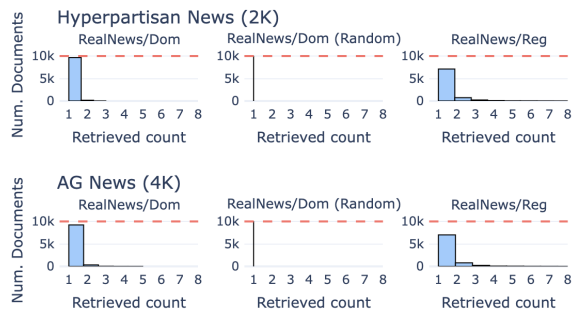 Hyperpartisan News (2K)
RealNews/Dom
RealNews/Dom (Random)
RealNews/Reg
Num. Documents
10k
5k
0
1 2 3 4 5 6 7 8
Retrieved count
10k
5k
0
1 2 3 4 5 6 7 8
Retrieved count
10k
5k
0
1 2 3 4 5 6 7 8
Retrieved count
AG News (4K)
RealNews/Dom
RealNews/Dom (Random)
RealNews/Reg
Num. Documents
10k
5k
0
1 2 3 4 5 6 7 8
Retrieved count
10k
5k
0
1 2 3 4 5 6 7 8
Retrieved count
10k
5k
0
1 2 3 4 5 6 7 8
Retrieved count